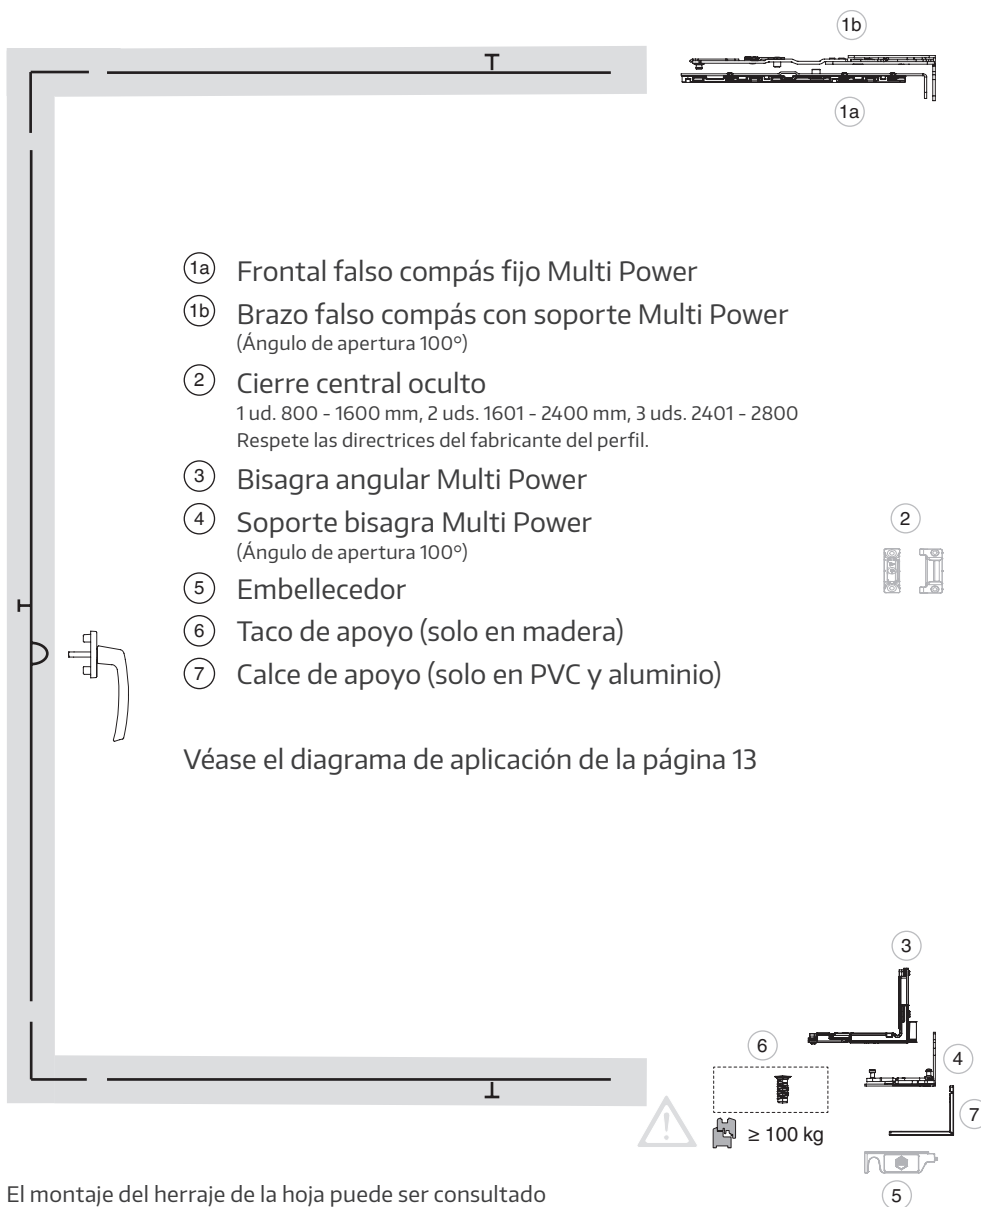 1b
1a
1a Frontal falso compás fijo Multi Power
1b Brazo falso compás con soporte Multi Power
(Ángulo de apertura 100°)
2 Cierre central oculto
1 ud. 800 - 1600 mm, 2 uds. 1601 - 2400 mm, 3 uds. 2401 - 2800
Respete las directrices del fabricante del perfil.
3 Bisagra angular Multi Power
4 Soporte bisagra Multi Power
(Ángulo de apertura 100°)
2
5 Embellecedor
6 Taco de apoyo (solo en madera)
7 Calce de apoyo (solo en PVC y aluminio)
Véase el diagrama de aplicación de la página 13
3
6
4
7
≥ 100 kg
5
El montaje del herraje de la hoja puede ser consultado